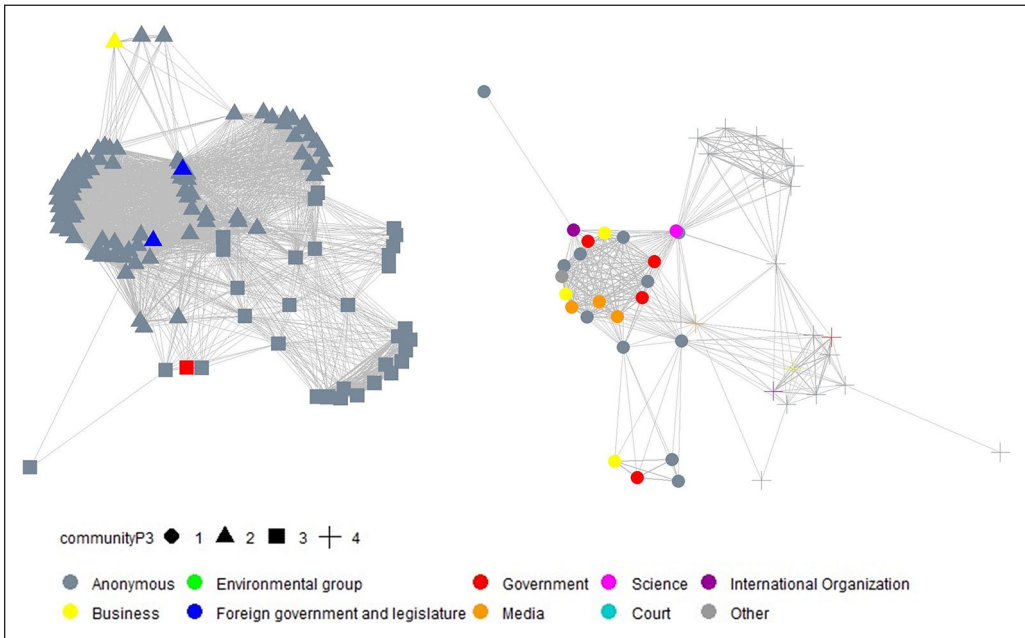 communityP3 1 2 3 4
Anonymous Environmental group Government Science International Organization
Business Foreign government and legislature Media Court Other